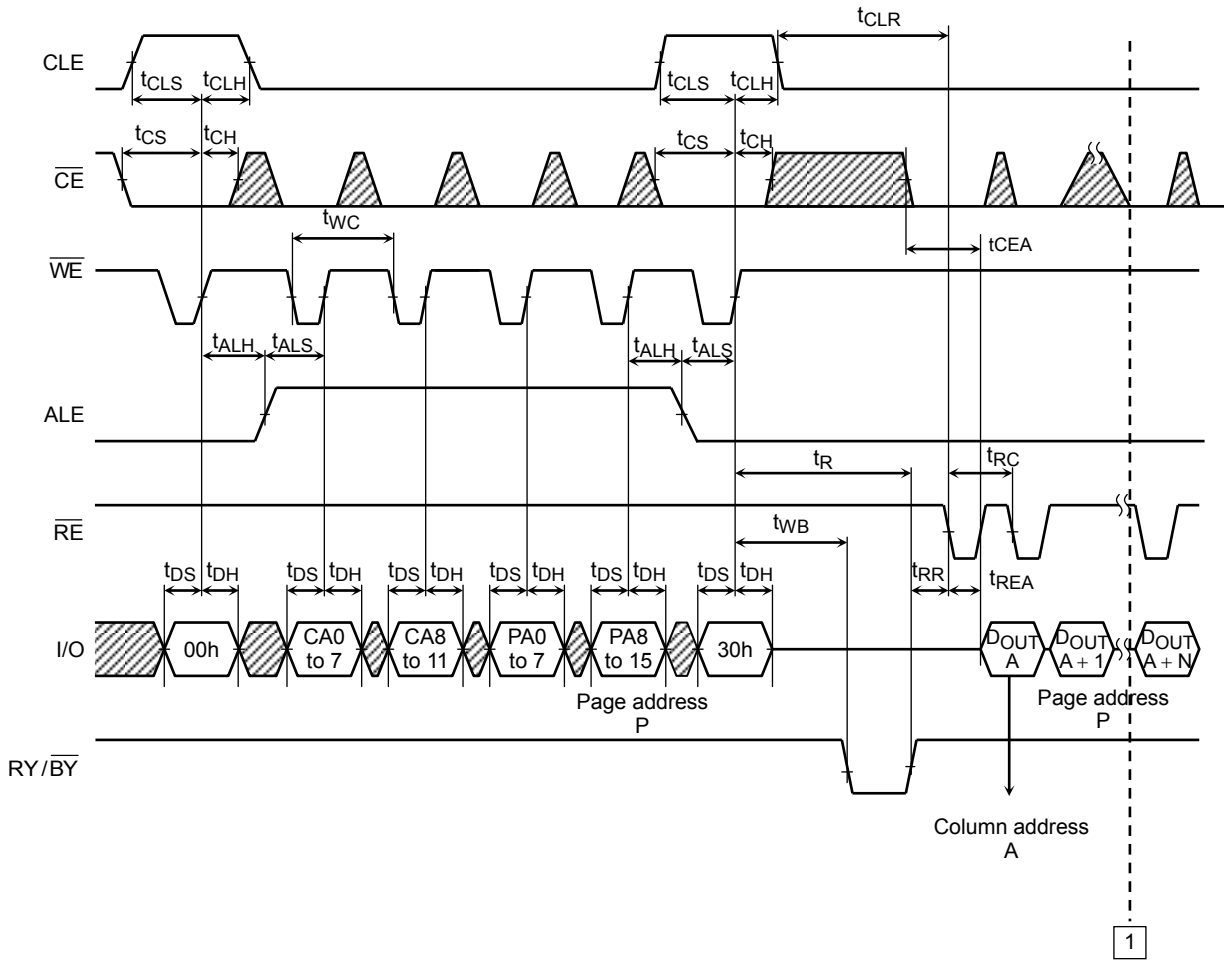 CLE
tCLS
tCLH
tCLS
tCLH
tCLR
CE
tCS
tCH
tCS
tCH
tCEA
WE
tWC
tALH
tALS
tALH
tALS
ALE
tR
tRC
RE
tWB
tDS
tDH
tDS
tDH
tDS
tDH
tDS
tDH
tDS
tDH
tDS
tDH
tRR
tREA
I/O
00h
CA0
to 7
CA8
to 11
PA0
to 7
PA8
to 15
30h
DOUT
A
DOUT
A + 1
DOUT
A + N
Page address
P
Page address
P
RY/BY
Column address
A
1